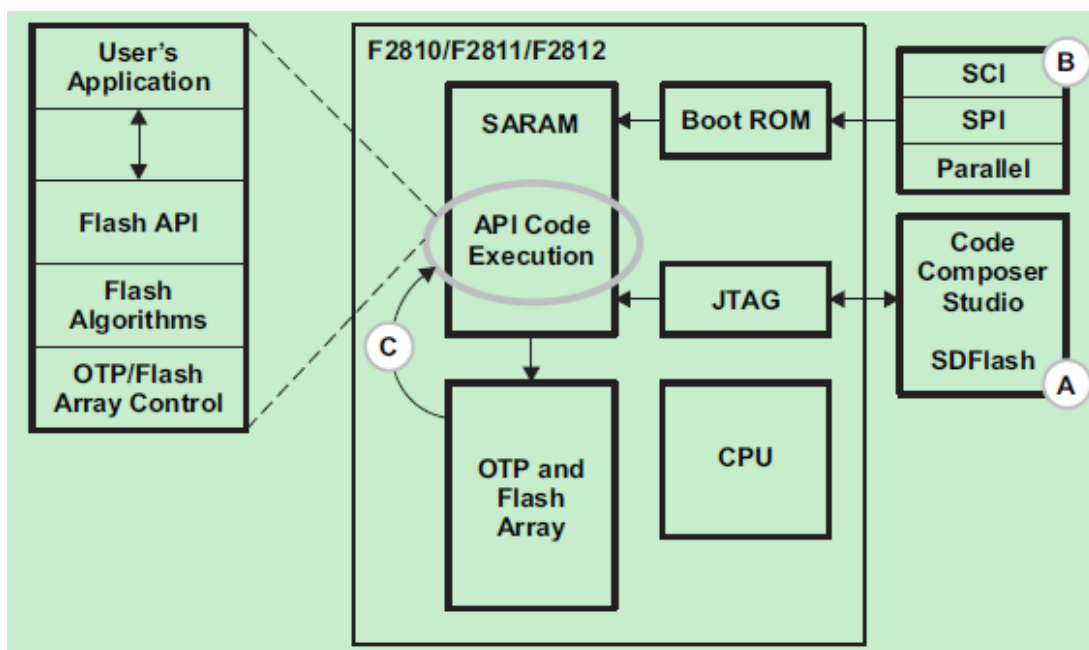 User's
Application
Flash API
Flash
Algorithms
OTP/Flash
Array Control
F2810/F2811/F2812
SARAM
API Code
Execution
C
OTP and
Flash
Array
Boot ROM
JTAG
CPU
B
SCI
SPI
Parallel
Code
Composer
Studio
SDFlash
A